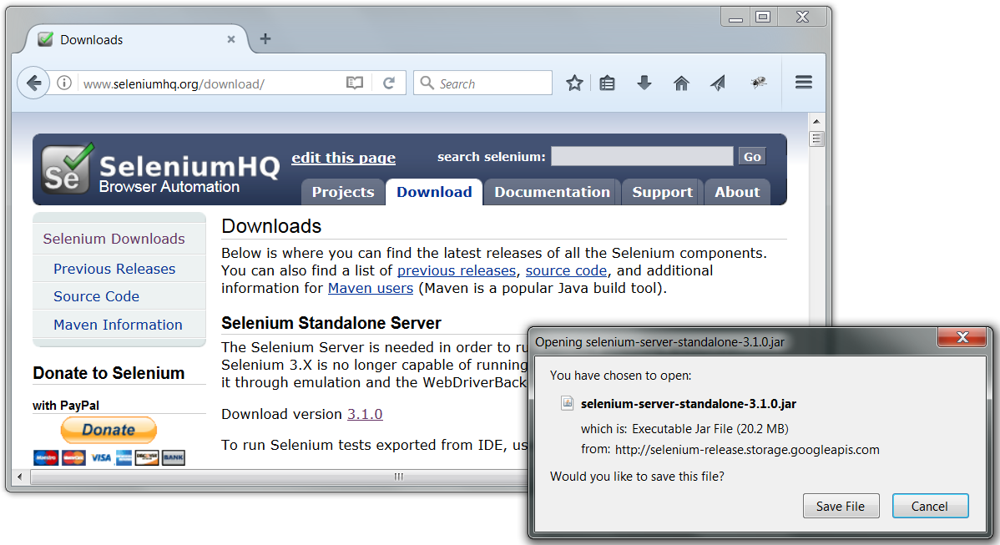 Downloads
www.seleniumhq.org/download/
Search
Se
SeleniumHQ
Browser Automation
edit this page
search selenium:
Go
Projects
Download
Documentation
Support
About
Selenium Downloads
Previous Releases
Source Code
Maven Information
Donate to Selenium
with PayPal
Donate
Maestro
MasterCard
VISA
DISCOVER
BANK
Downloads
Below is where you can find the latest releases of all the Selenium components.
You can also find a list of previous releases, source code, and additional
information for Maven users (Maven is a popular Java build tool).
Selenium Standalone Server
The Selenium Server is needed in order to ru
Selenium 3.X is no longer capable of running
it through emulation and the WebDriverBack
Download version 3.1.0
To run Selenium tests exported from IDE, us
Opening selenium-server-standalone-3.1.0.jar
You have chosen to open:
selenium-server-standalone-3.1.0.jar
which is: Executable Jar File (20.2 MB)
from: http://selenium-release.storage.googleapis.com
Would you like to save this file?
Save File
Cancel